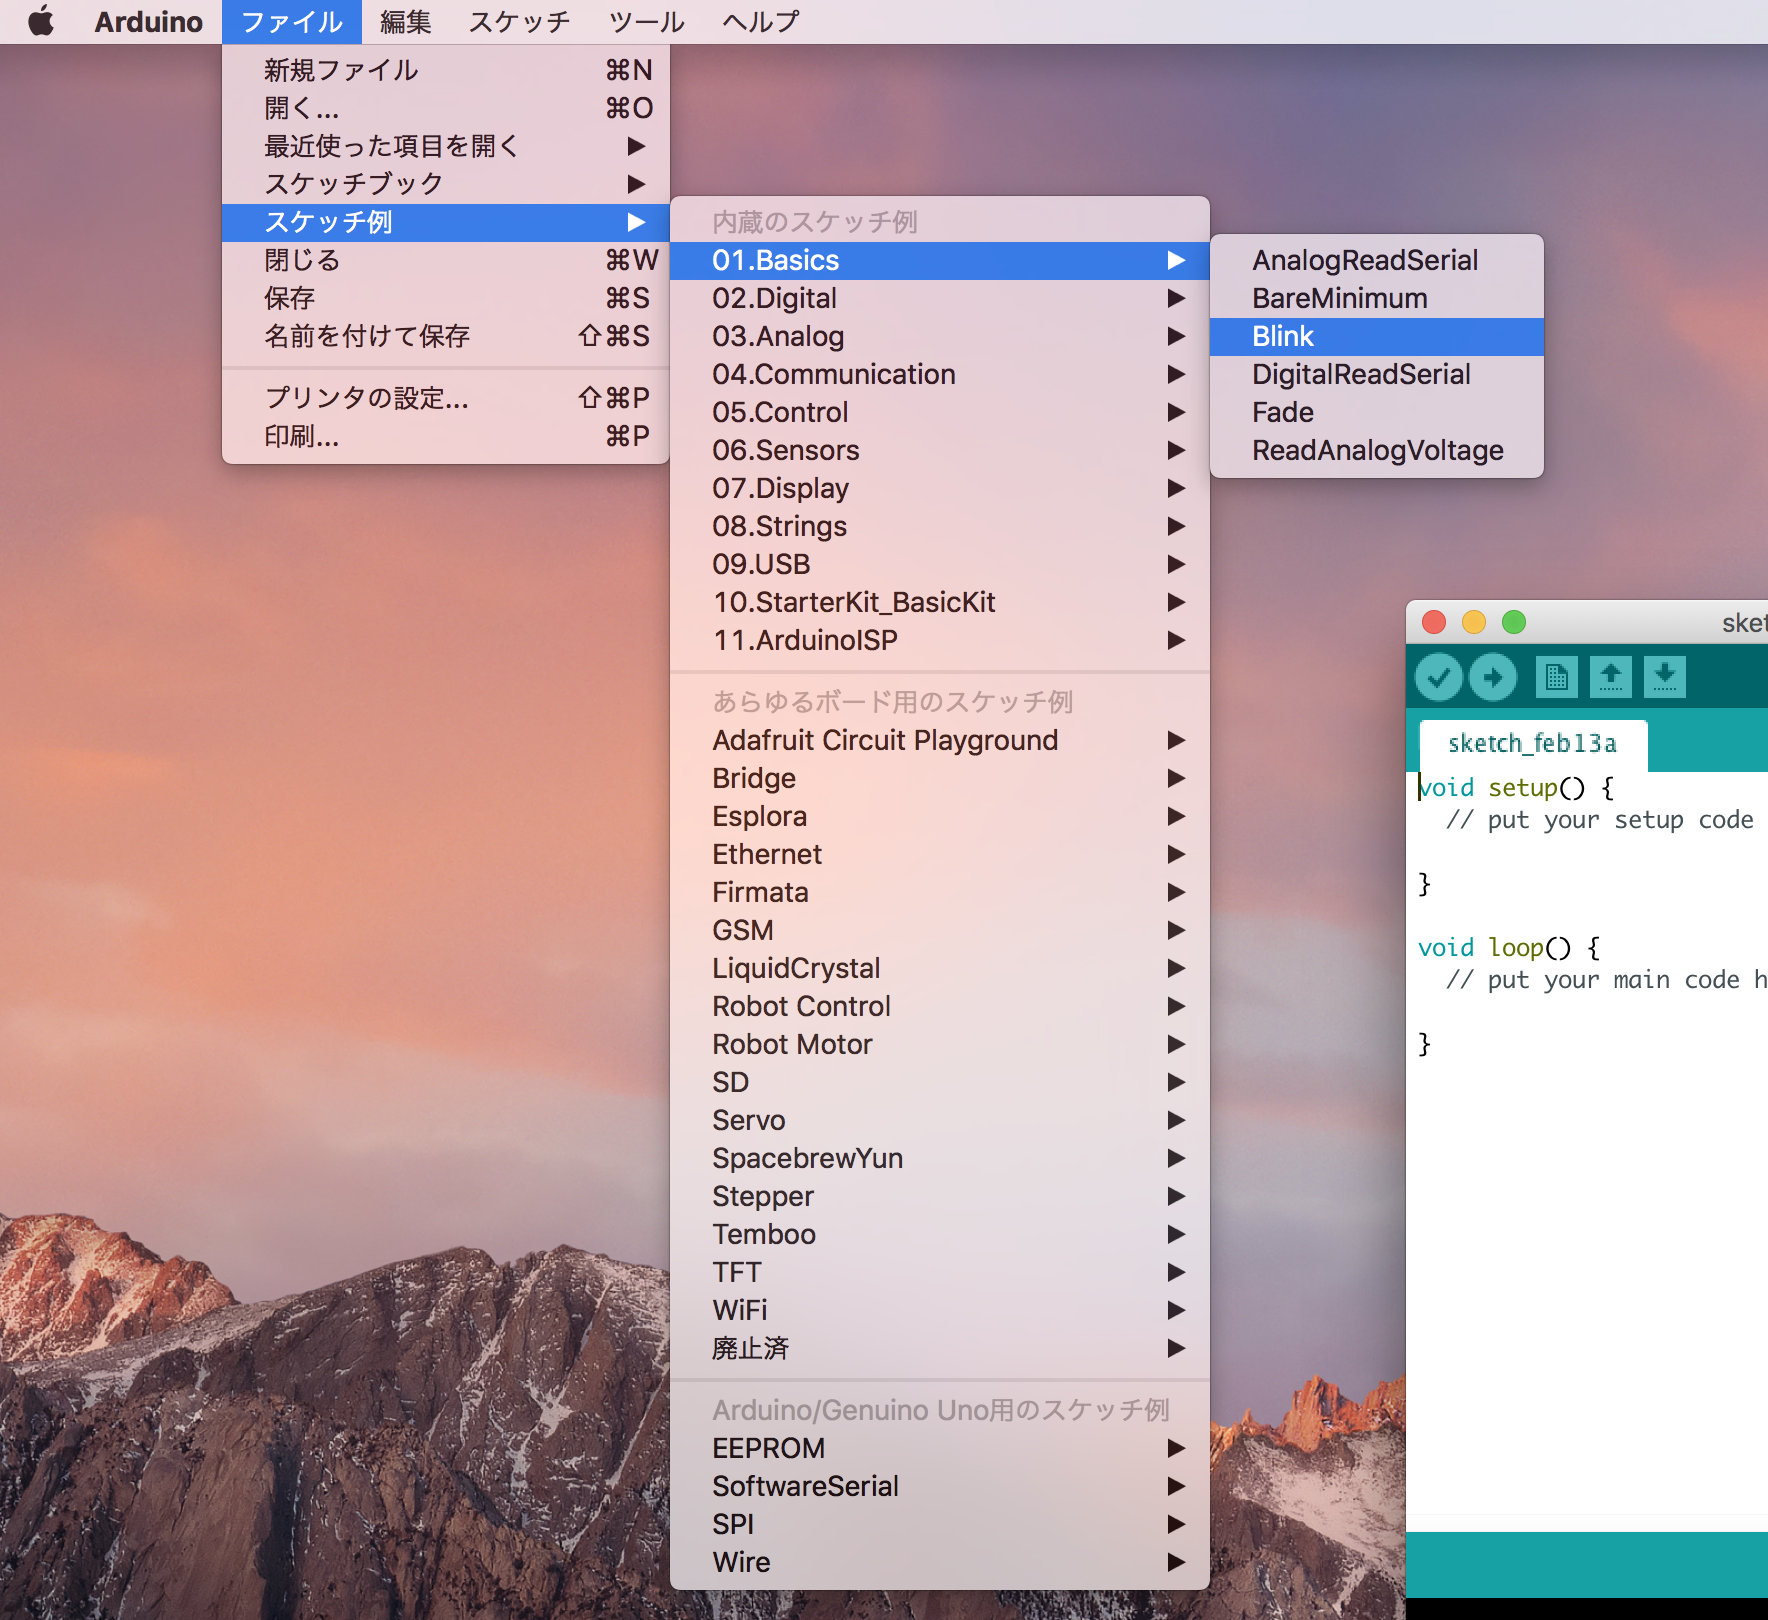 Arduino ファイル 編集 スケッチ ツール ヘルプ
新規ファイル ⌘N
開く... ⌘O
最近使った項目を開く ▶
スケッチブック ▶
スケッチ例 ▶
閉じる ⌘W
保存 ⌘S
名前を付けて保存 ⇧⌘S
プリンタの設定... ⇧⌘P
印刷... ⌘P
内蔵のスケッチ例
01.Basics ▶
02.Digital ▶
03.Analog ▶
04.Communication ▶
05.Control ▶
06.Sensors ▶
07.Display ▶
08.Strings ▶
09.USB ▶
10.StarterKit_BasicKit ▶
11.ArduinoISP ▶
あらゆるボード用のスケッチ例
Adafruit Circuit Playground ▶
Bridge ▶
Esplora ▶
Ethernet ▶
Firmata ▶
GSM ▶
LiquidCrystal ▶
Robot Control ▶
Robot Motor ▶
SD ▶
Servo ▶
SpacebrewYun ▶
Stepper ▶
Temboo ▶
TFT ▶
WiFi ▶
廃止済 ▶
Arduino/Genuino Uno用のスケッチ例
EEPROM ▶
SoftwareSerial ▶
SPI ▶
Wire ▶
AnalogReadSerial
BareMinimum
Blink
DigitalReadSerial
Fade
ReadAnalogVoltage
sketch_feb13a
void setup() {
// put your setup code
}
void loop() {
// put your main code
}